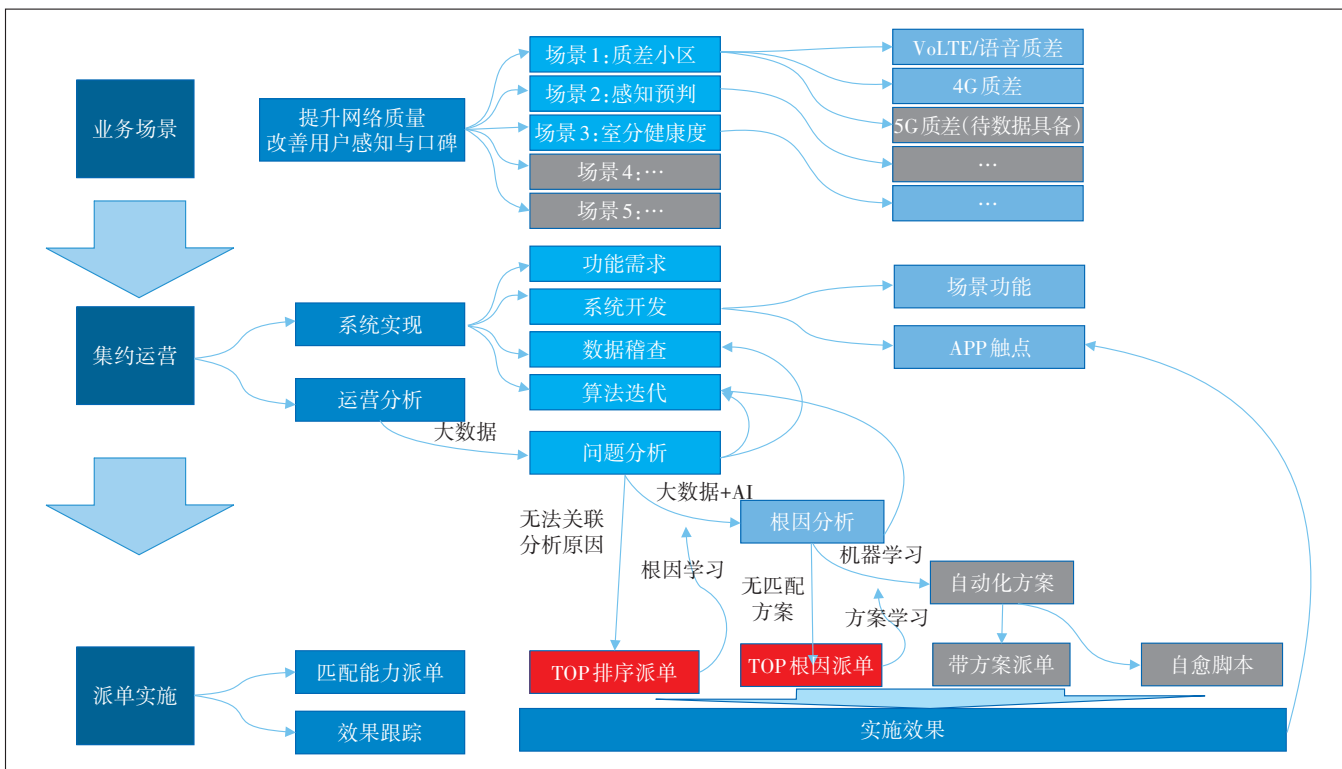 业务场景
提升网络质量
改善用户感知与口碑
场景1:质差小区
场景2:感知预判
场景3:室分健康度
场景4:…
场景5:…
VoLTE/语音质差
4G质差
5G质差(待数据具备)
…
…
集约运营
系统实现
运营分析
功能需求
系统开发
数据稽查
算法迭代
场景功能
APP触点
大数据
问题分析
大数据+AI
无法关联
分析原因
根因分析
根因学习
机器学习
无匹配
方案
方案学习
自动化方案
派单实施
匹配能力派单
效果跟踪
TOP排序派单
TOP根因派单
带方案派单
自愈脚本
实施效果